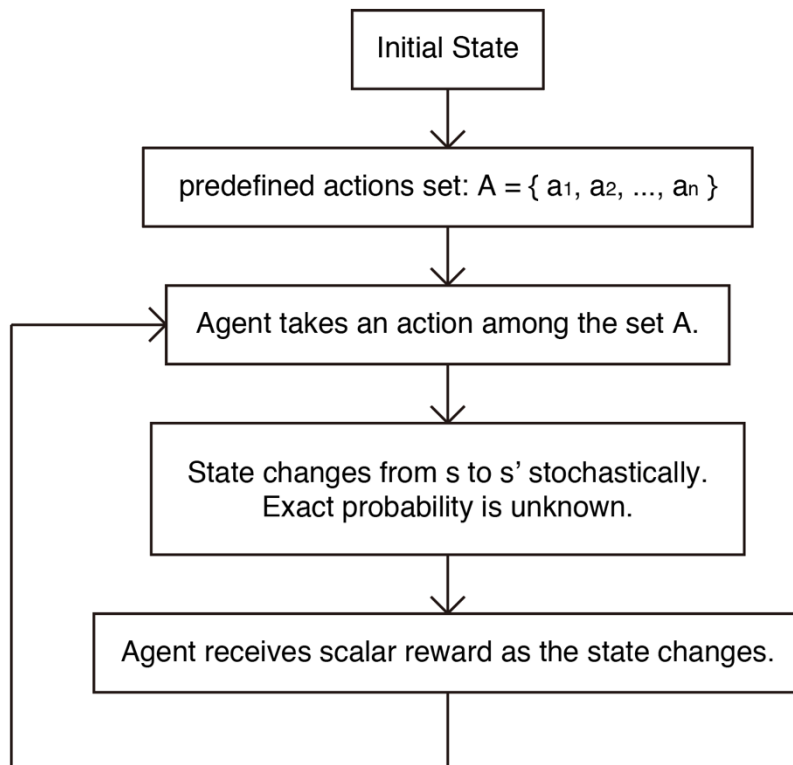 Initial State
predefined actions set: A = { a1, a2, ..., an }
Agent takes an action among the set A.
State changes from s to s’ stochastically.
Exact probability is unknown.
Agent receives scalar reward as the state changes.